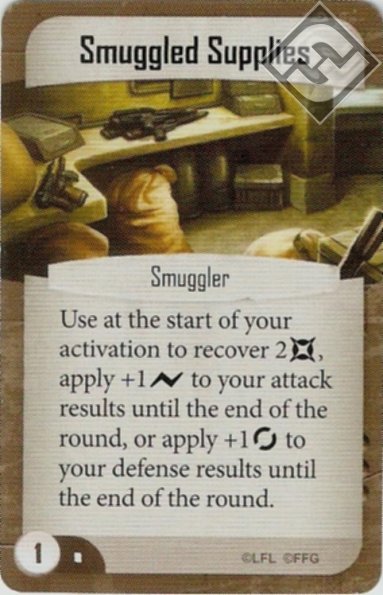 Smuggled Supplies
Smuggler
Use at the start of your
activation to recover 2,
apply +1 to your attack
results until the end of the
round, or apply +1 to
your defense results until
the end of the round.
1
©LFL ©FFG